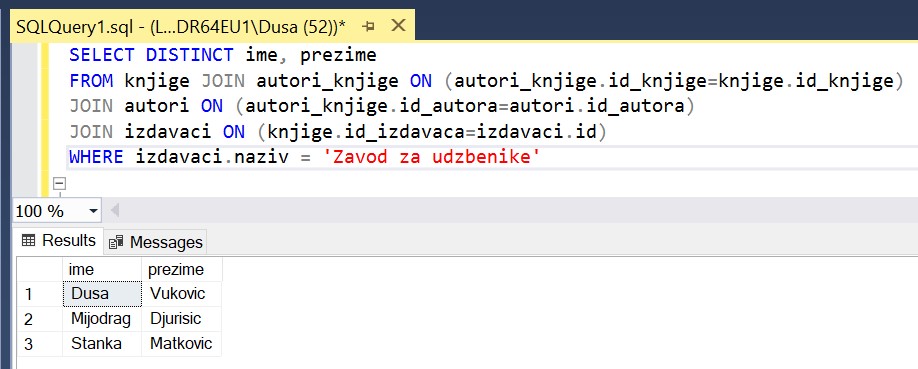 SQLQuery1.sql - (L...DR64EU1\Dusa (52))*
SELECT DISTINCT ime, prezime
FROM knjige JOIN autori_knjige ON (autori_knjige.id_knjige=knjige.id_knjige)
JOIN autori ON (autori_knjige.id_autora=autori.id_autora)
JOIN izdavaci ON (knjige.id_izdavaca=izdavaci.id)
WHERE izdavaci.naziv = 'Zavod za udzbenike'
100 %
Results Messages
ime prezime
1 Dusa Vukovic
2 Mijodrag Djurisic
3 Stanka Matkovic